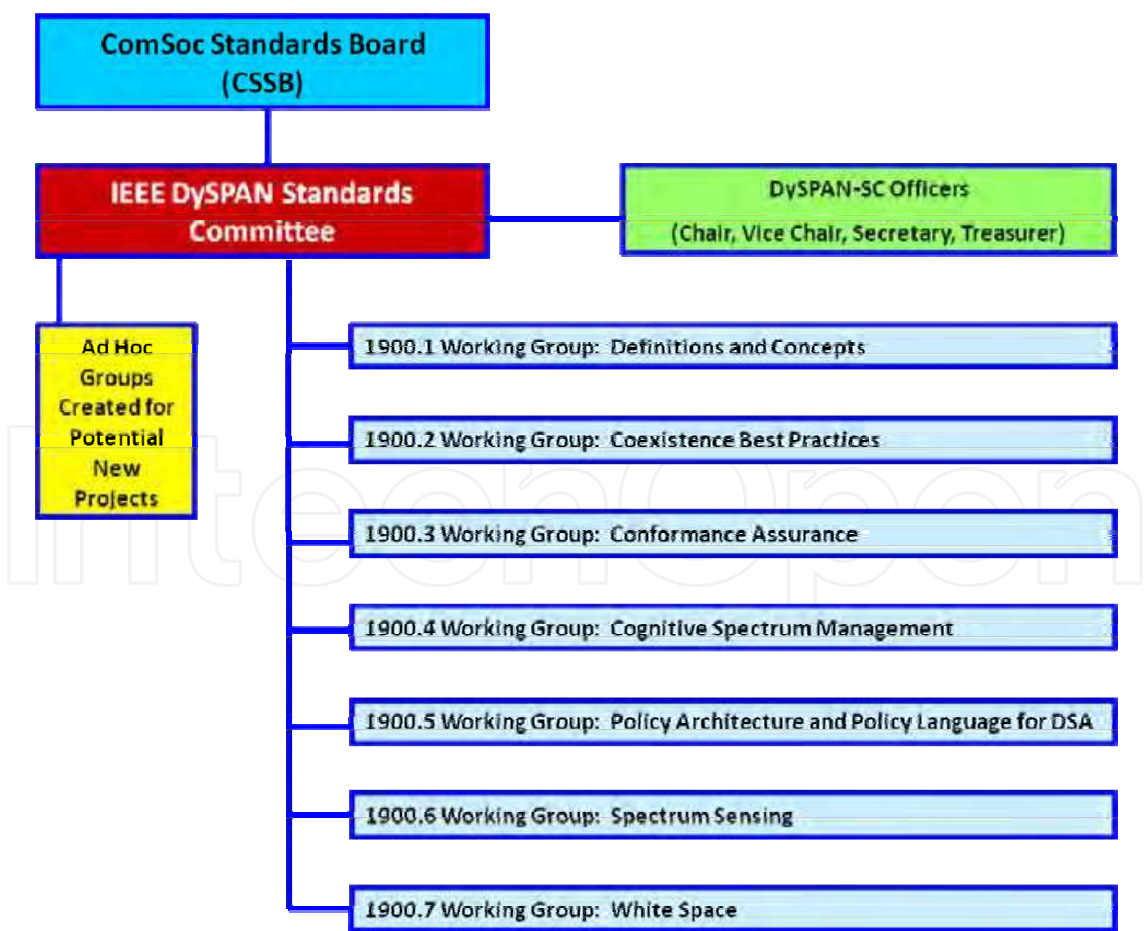 ComSoc Standards Board
(CSSB)
IEEE DySPAN Standards
Committee
DySPAN-SC Officers
(Chair, Vice Chair, Secretary, Treasurer)
Ad Hoc
Groups
Created for
Potential
New
Projects
1900.1 Working Group: Definitions and Concepts
1900.2 Working Group: Coexistence Best Practices
1900.3 Working Group: Conformance Assurance
1900.4 Working Group: Cognitive Spectrum Management
1900.5 Working Group: Policy Architecture and Policy Language for DSA
1900.6 Working Group: Spectrum Sensing
1900.7 Working Group: White Space
IntechOpen